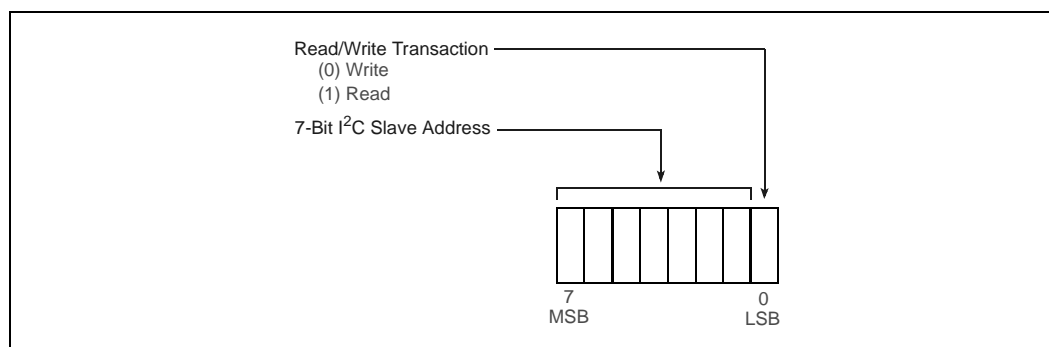 Read/Write Transaction
(0) Write
(1) Read
7-Bit I²C Slave Address
7 0
MSB LSB